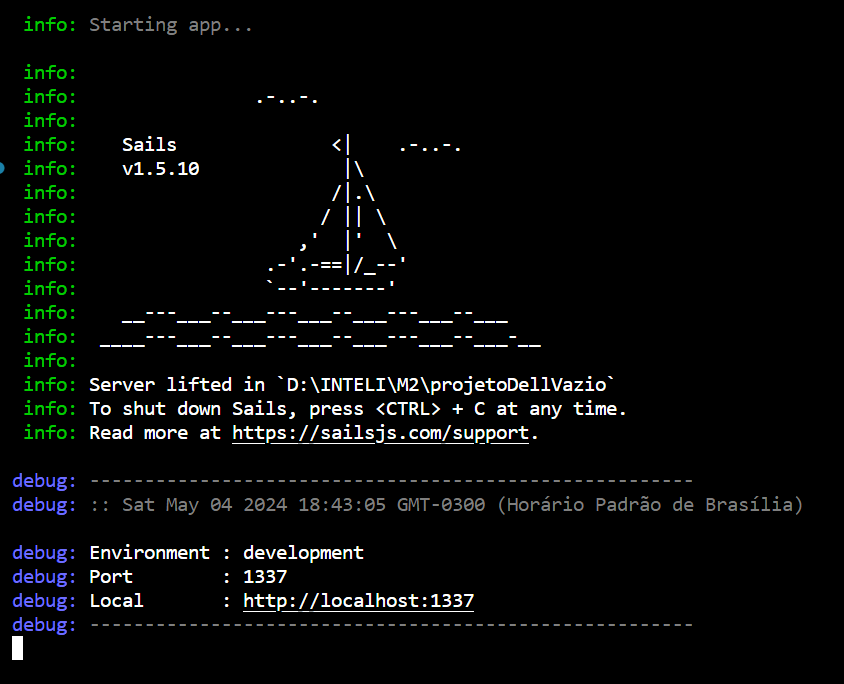 info: Starting app...
info:
info:                 .-..-.
info:
info:    Sails              <|    .-..-.
info:    v1.5.10             |\
info:                       /|.\
info:                      / || \
info:                    ,'  |'  \
info:                 .-'.-==|/_--'
info:                 `--'-------'
info:    __---___--___---___--___---___--___
info:  ____---___--___---___--___---___--___-__
info:
info: Server lifted in `D:\INTELI\M2\projetoDellVazio`
info: To shut down Sails, press <CTRL> + C at any time.
info: Read more at https://sailsjs.com/support.
debug: -------------------------------------------------------
debug: :: Sat May 04 2024 18:43:05 GMT-0300 (Horário Padrão de Brasília)
debug: Environment : development
debug: Port        : 1337
debug: Local       : http://localhost:1337
debug: -------------------------------------------------------